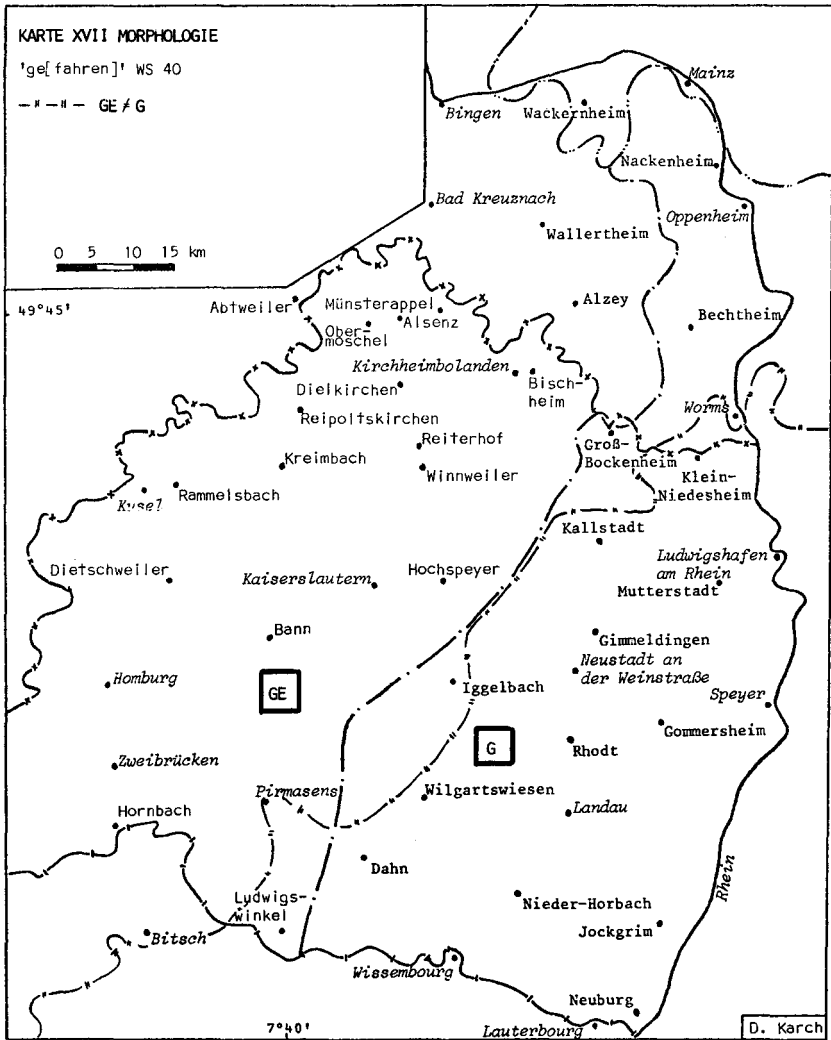 KARTE XVII MORPHOLOGIE
'ge[fahren]' WS 40
GE ≠ G
0 5 10 15 km
49°45'
Mainz
Bingen
Wackernheim
Nackenheim
Bad Kreuznach
Oppenheim
Wallertheim
Abtweiler
Münsterappel
Alzey
Ober-
moschel
Alsenz
Bechtheim
Kirchheimbolanden
Dielkirchen
Bisch-
heim
Reipoltskirchen
Worms
Reiterhof
Groß-
Bockenheim
Kreimbach
Winnweiler
Klein-
Niedesheim
Kusel
Rammelsbach
Kallstadt
Ludwigshafen
am Rhein
Dietschweiler
Kaiserslautern
Hochspeyer
Mutterstadt
Bann
Gimmeldingen
Neustadt an
der Weinstraße
Homburg
GE
Iggelbach
Speyer
G
Gommersheim
Rhodt
Zweibrücken
Pirmasens
Wilgartswiesen
Landau
Hornbach
Dahn
Rhein
Ludwigs-
winkel
Nieder-Horbach
Jockgrim
Bitsch
Wissembourg
Neuburg
7°40'
Lauterbourg
D. Karch